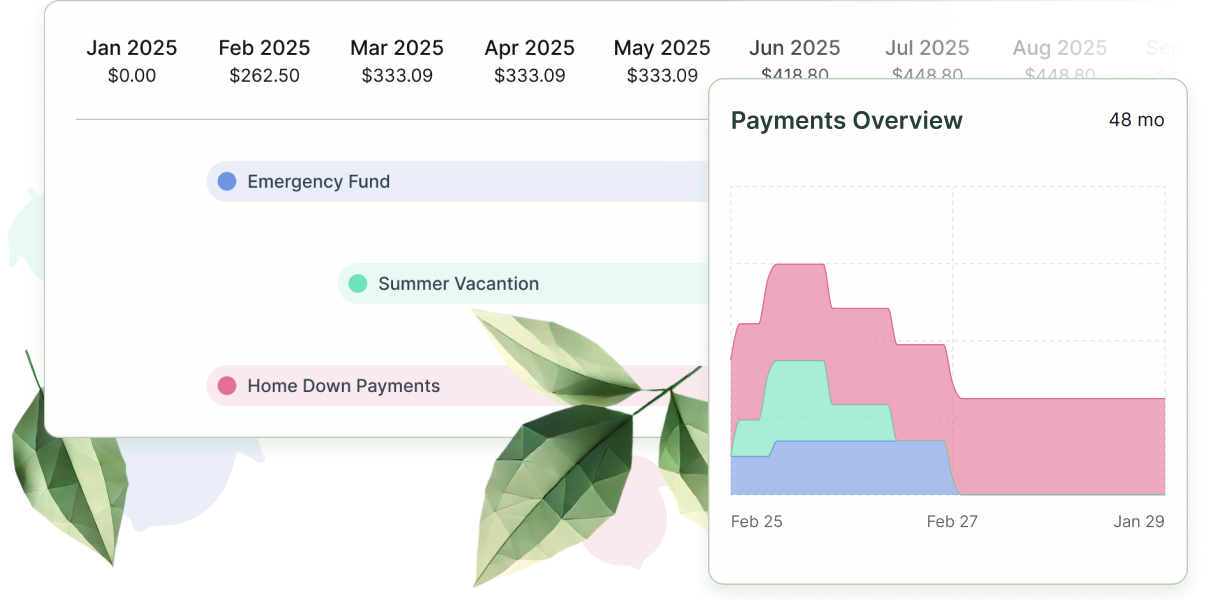 Jan 2025 Feb 2025 Mar 2025 Apr 2025 May 2025 Jun 2025 Jul 2025 Aug 2025
$0.00 $262.50 $333.09 $333.09 $333.09 $418.80 $448.80 $448.80
Emergency Fund
Summer Vacantion
Home Down Payments
Payments Overview 48 mo
Feb 25 Feb 27 Jan 29